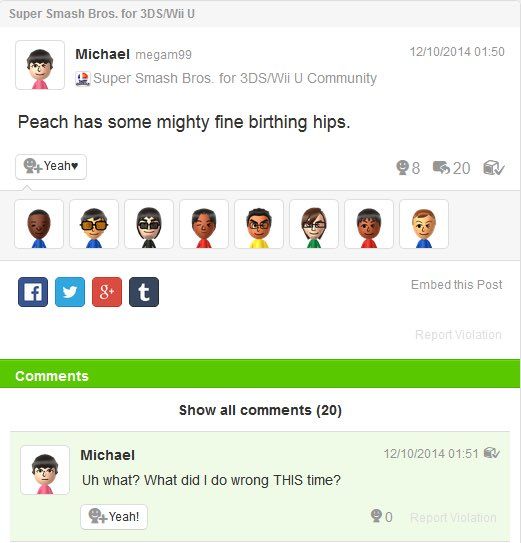 Super Smash Bros. for 3DS/Wii U
Michael megam99 12/10/2014 01:50
Super Smash Bros. for 3DS/Wii U Community
Peach has some mighty fine birthing hips.
Yeah♥ 8 20
f g+ t
Embed this Post
Report Violation
Comments
Show all comments (20)
Michael 12/10/2014 01:51
Uh what? What did I do wrong THIS time?
Yeah! 0 Report Violation